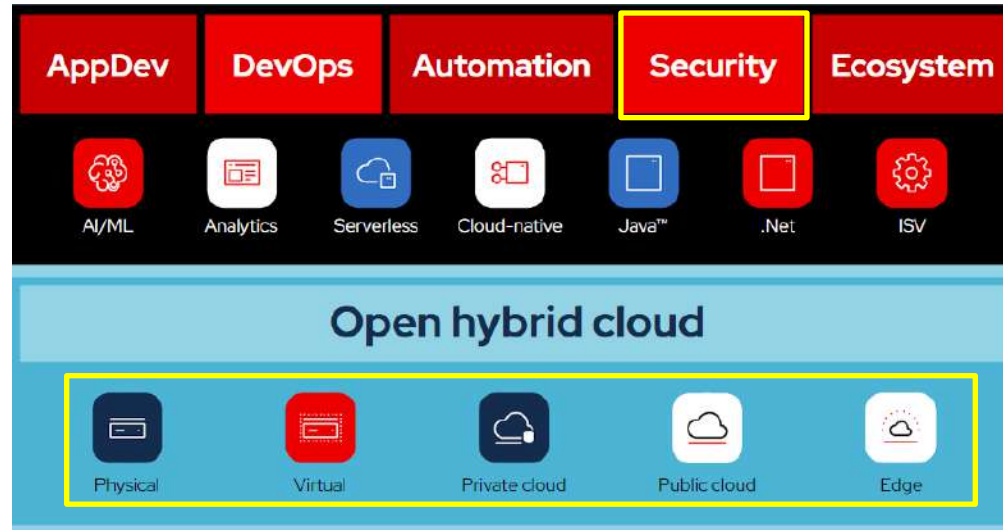 AppDev DevOps Automation Security Ecosystem
AI/ML Analytics Serverless Cloud-native Java™ .Net ISV
Open hybrid cloud
Physical Virtual Private cloud Public cloud Edge